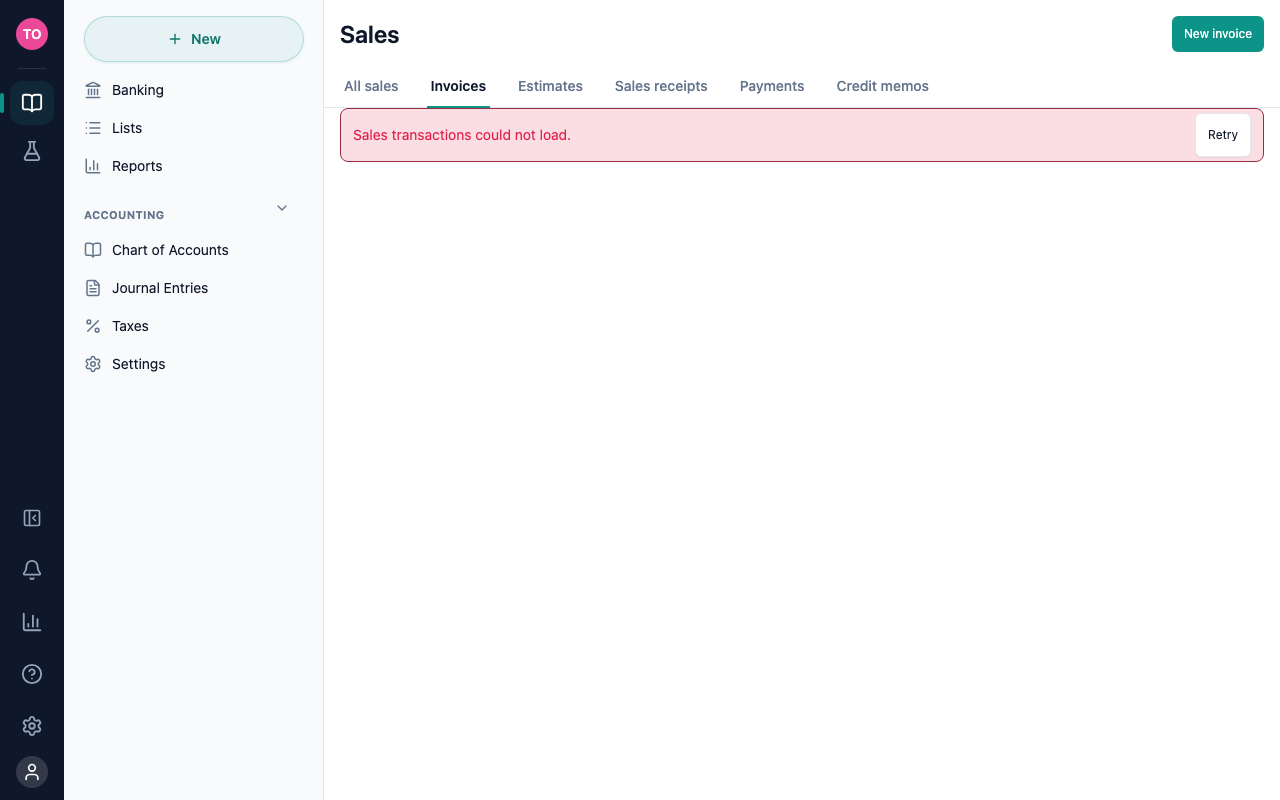 TO
New
Banking
Lists
Reports
ACCOUNTING
Chart of Accounts
Journal Entries
Taxes
Settings
Sales
New invoice
All sales
Invoices
Estimates
Sales receipts
Payments
Credit memos
Sales transactions could not load.
Retry